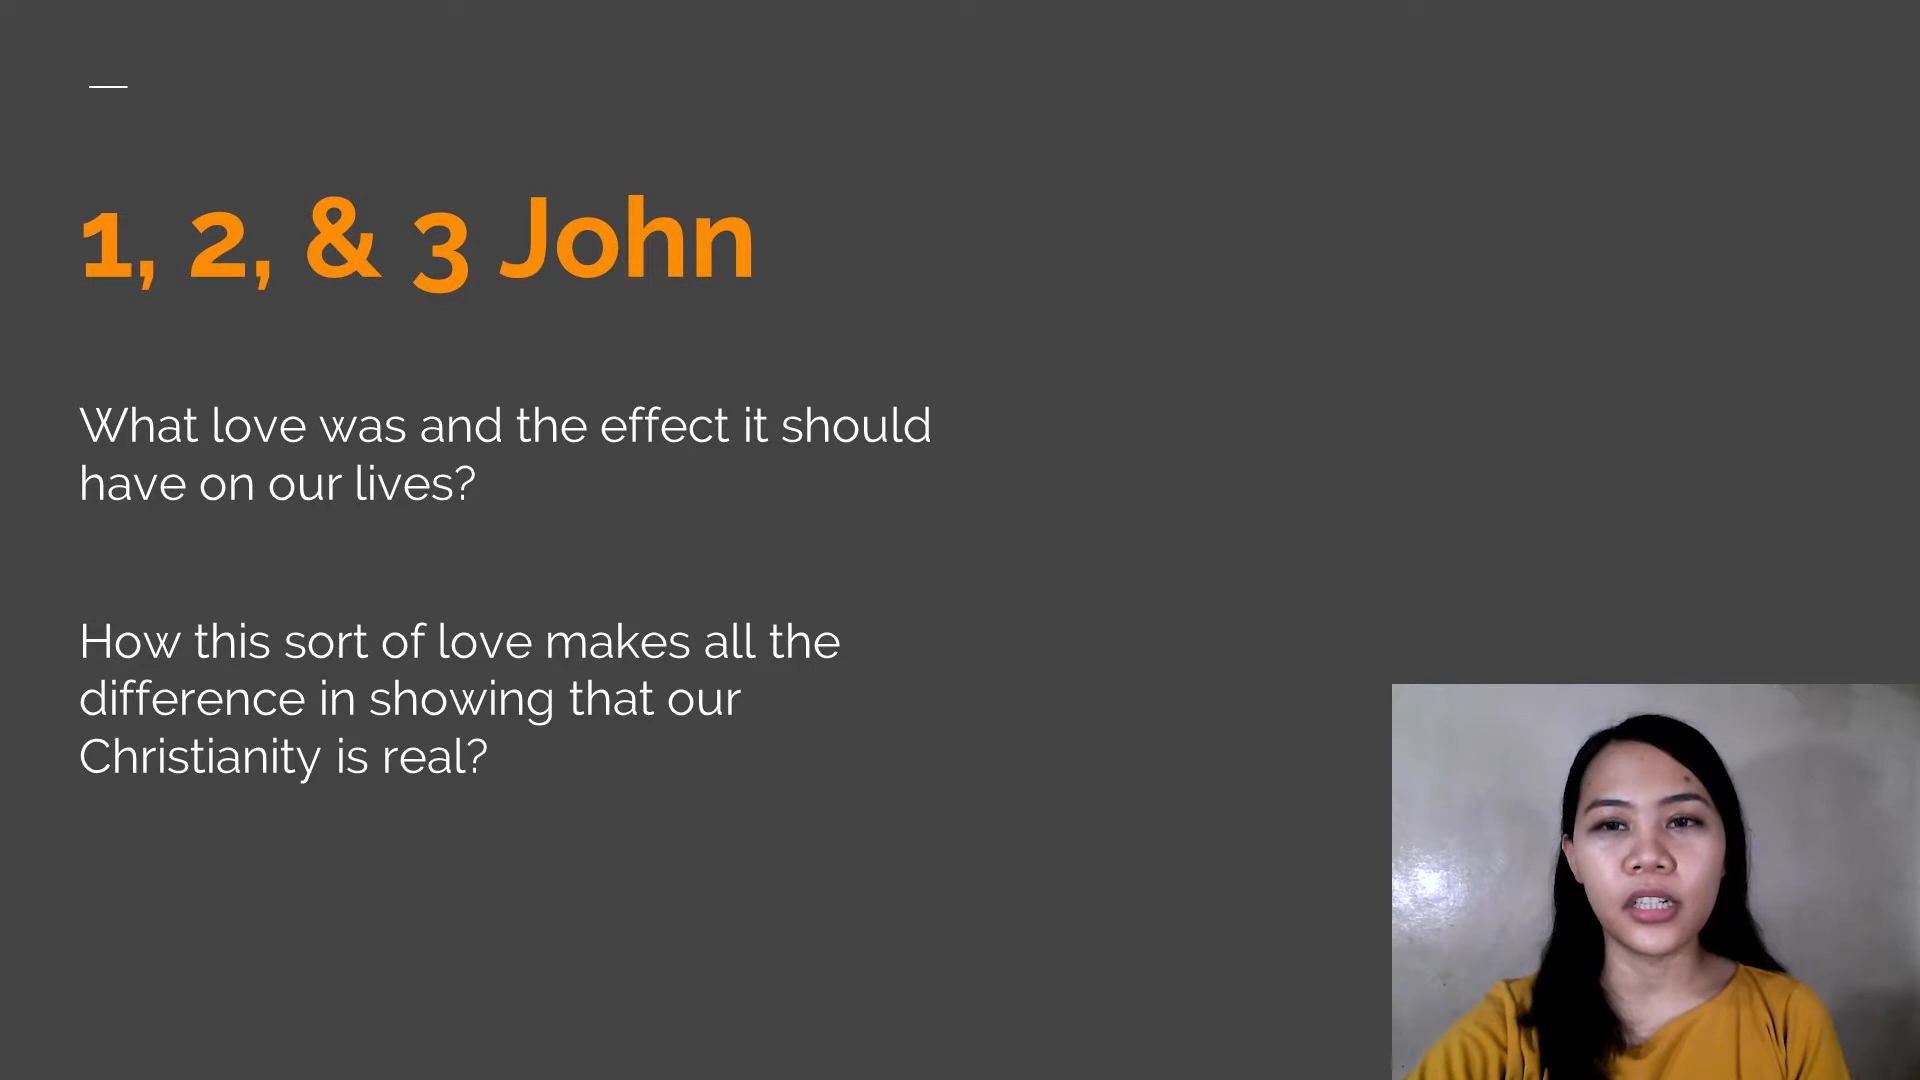 1, 2, & 3 John
What love was and the effect it should
have on our lives?
How this sort of love makes all the
difference in showing that our
Christianity is real?